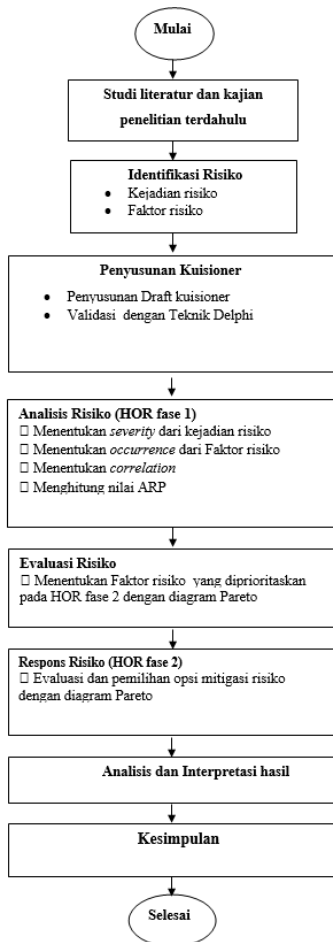 Mulai
Studi literatur dan kajian
penelitian terdahulu
Identifikasi Risiko
• Kejadian risiko
• Faktor risiko
Penyusunan Kuisioner
• Penyusunan Draft kuisioner
• Validasi dengan Teknik Delphi
Analisis Risiko (HOR fase 1)
□ Menentukan severity dari kejadian risiko
□ Menentukan occurrence dari Faktor risiko
□ Menentukan correlation
□ Menghitung nilai ARP
Evaluasi Risiko
□ Menentukan Faktor risiko yang diprioritaskan
pada HOR fase 2 dengan diagram Pareto
Respons Risiko (HOR fase 2)
□ Evaluasi dan pemilihan opsi mitigasi risiko
dengan diagram Pareto
Analisis dan Interpretasi hasil
Kesimpulan
Selesai